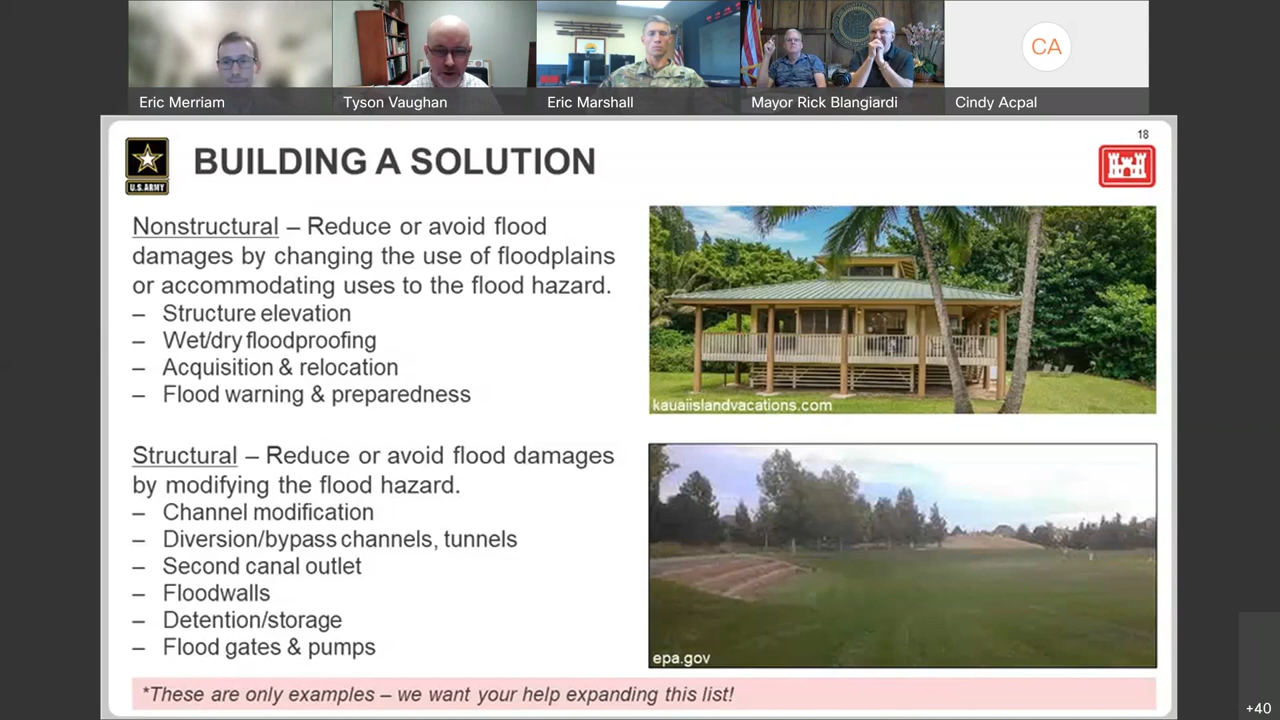 Eric Merriam
Tyson Vaughan
Eric Marshall
Mayor Rick Blangiardi
CA
Cindy Acpal
18
U.S.ARMY
BUILDING A SOLUTION
Nonstructural – Reduce or avoid flood
damages by changing the use of floodplains
or accommodating uses to the flood hazard.
– Structure elevation
– Wet/dry floodproofing
– Acquisition & relocation
– Flood warning & preparedness
kauaiislandvacations.com
Structural – Reduce or avoid flood damages
by modifying the flood hazard.
– Channel modification
– Diversion/bypass channels, tunnels
– Second canal outlet
– Floodwalls
– Detention/storage
– Flood gates & pumps
epa.gov
*These are only examples – we want your help expanding this list!
+40